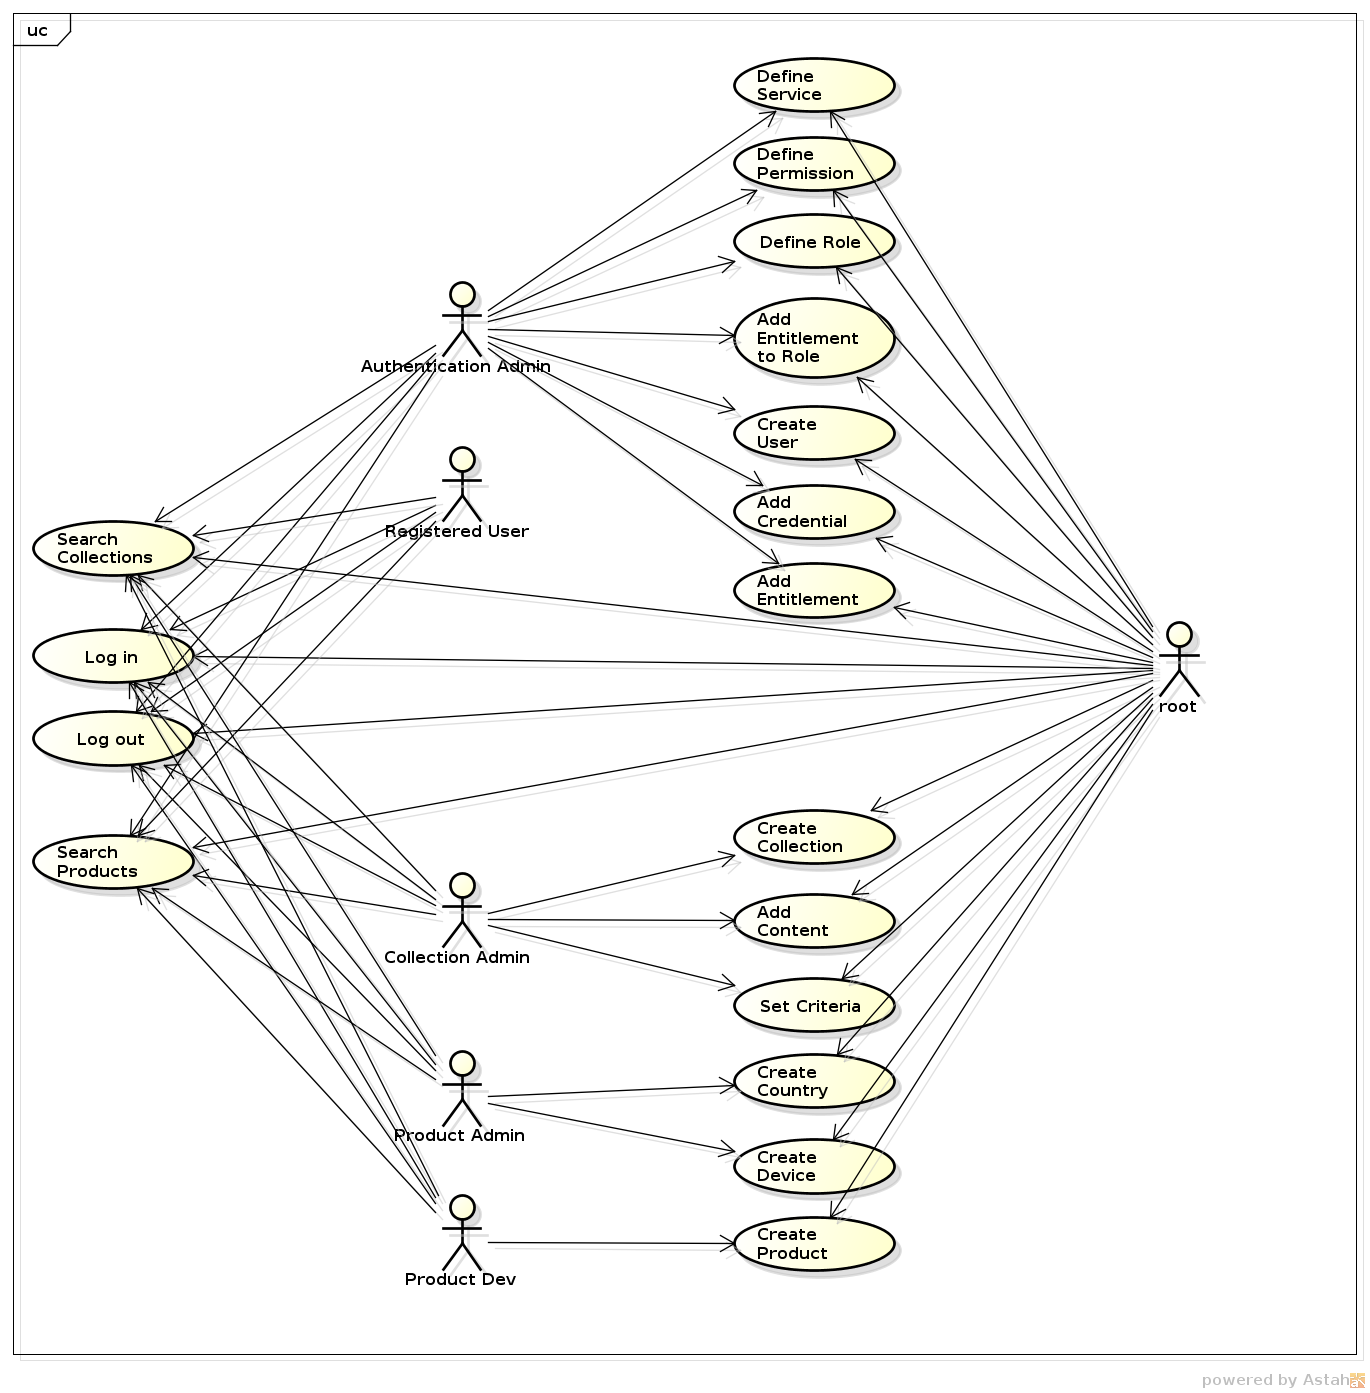 uc
Define
Service
Define
Permission
Define Role
Add
Entitlement
to Role
Authentication Admin
Create
User
Add
Credential
Registered User
Search
Collections
Add
Entitlement
Log in
root
Log out
Create
Collection
Search
Products
Add
Content
Collection Admin
Set Criteria
Create
Country
Product Admin
Create
Device
Create
Product
Product Dev
powered by Astah